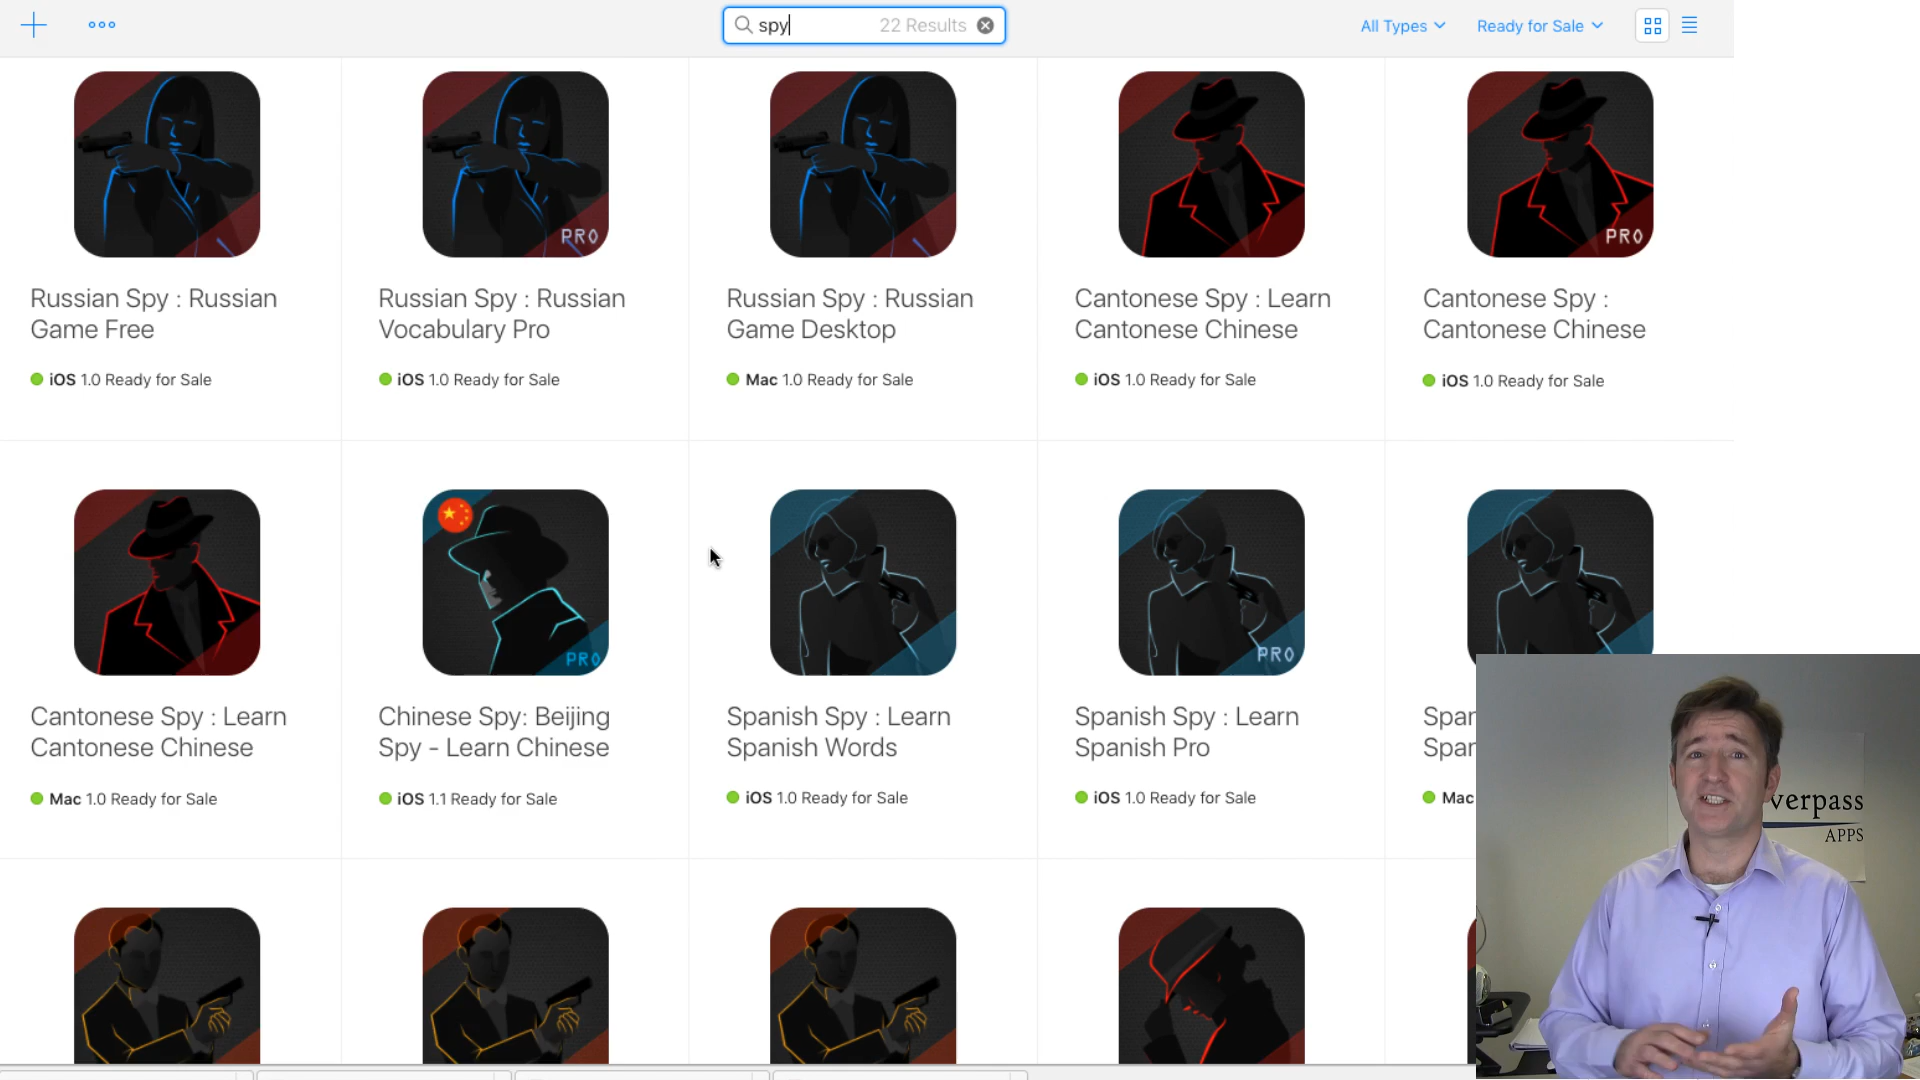 spy 22 Results
All Types
Ready for Sale
PRO
PRO
Russian Spy : Russian
Game Free
iOS 1.0 Ready for Sale
Russian Spy : Russian
Vocabulary Pro
iOS 1.0 Ready for Sale
Russian Spy : Russian
Game Desktop
Mac 1.0 Ready for Sale
Cantonese Spy : Learn
Cantonese Chinese
iOS 1.0 Ready for Sale
Cantonese Spy :
Cantonese Chinese
iOS 1.0 Ready for Sale
PRO
PRO
Cantonese Spy : Learn
Cantonese Chinese
Mac 1.0 Ready for Sale
Chinese Spy: Beijing
Spy - Learn Chinese
iOS 1.1 Ready for Sale
Spanish Spy : Learn
Spanish Words
iOS 1.0 Ready for Sale
Spanish Spy : Learn
Spanish Pro
iOS 1.0 Ready for Sale
Spar
Spar
Mac
verpass
APPS